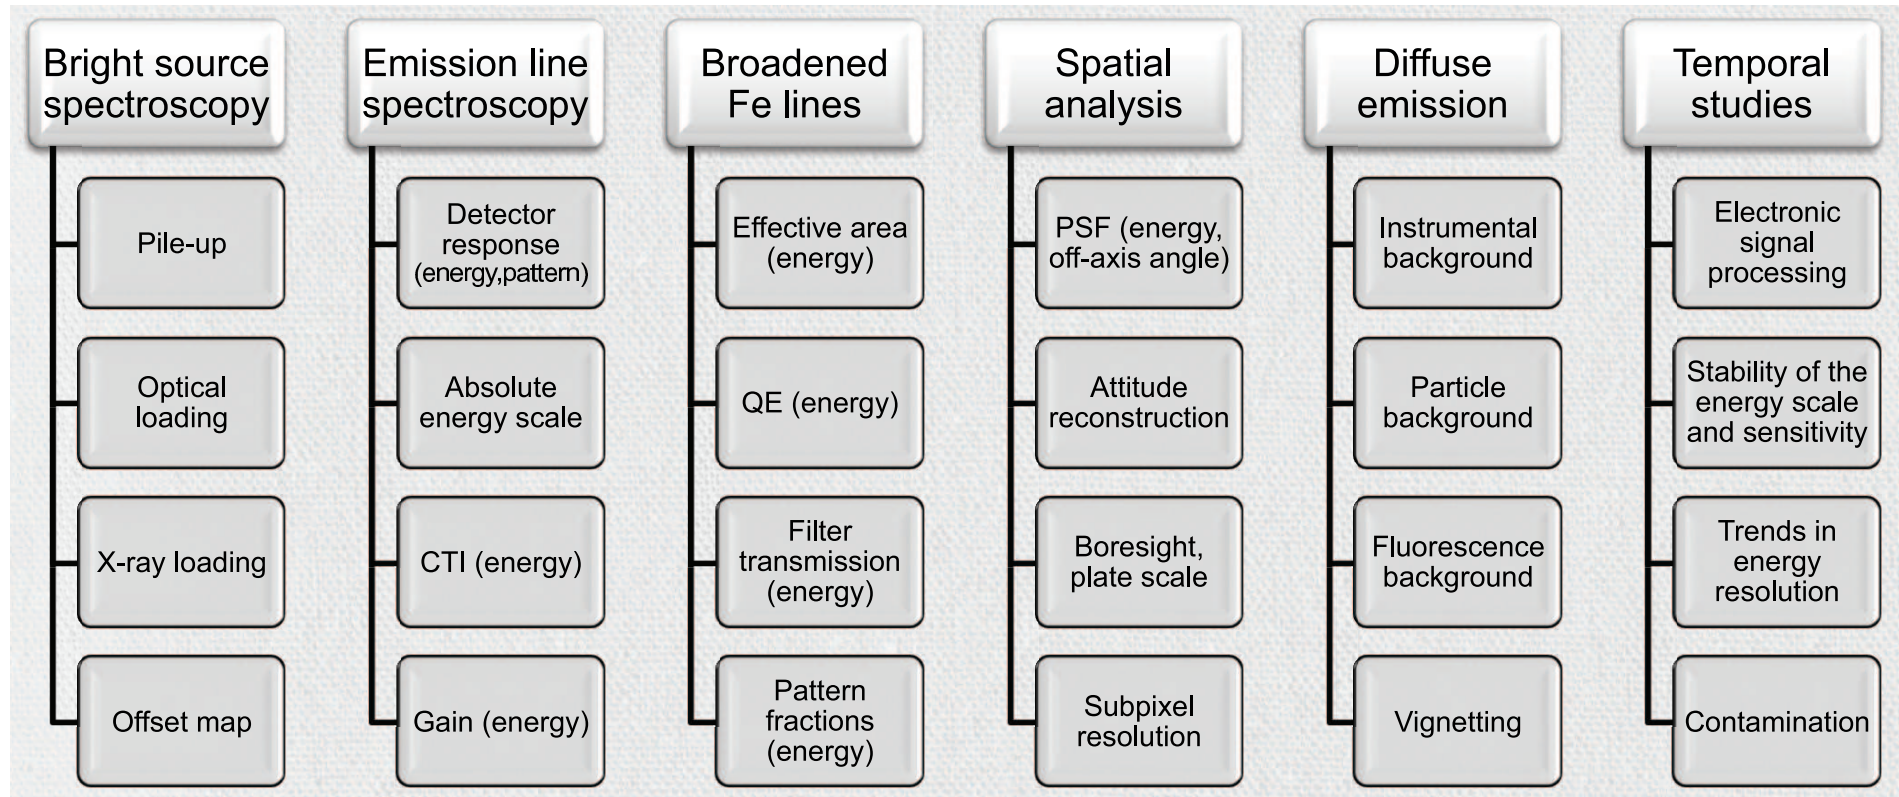 Bright source
spectroscopy
Pile-up
Optical
loading
X-ray loading
Offset map
Emission line
spectroscopy
Detector
response
(energy,pattern)
Absolute
energy scale
CTI (energy)
Gain (energy)
Broadened
Fe lines
Effective area
(energy)
QE (energy)
Filter
transmission
(energy)
Pattern
fractions
(energy)
Spatial
analysis
PSF (energy,
off-axis angle)
Attitude
reconstruction
Boresight,
plate scale
Subpixel
resolution
Diffuse
emission
Instrumental
background
Particle
background
Fluorescence
background
Vignetting
Temporal
studies
Electronic
signal
processing
Stability of the
energy scale
and sensitivity
Trends in
energy
resolution
Contamination